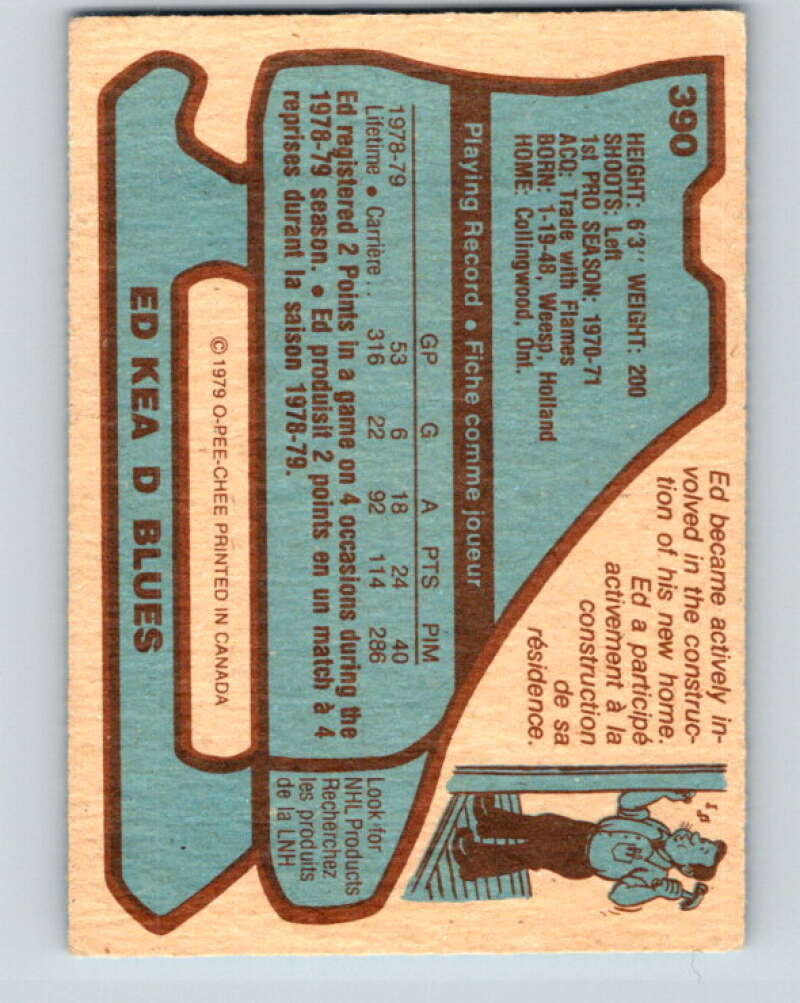 390
HEIGHT: 6'3" WEIGHT: 200
SHOOTS: Left
1st PRO SEASON: 1970-71
ACQ: Trade with Flames
BORN: 1-19-48, Weesp, Holland
HOME: Collingwood, Ont.
Ed became actively in-
volved in the construc-
tion of his new home.
Ed a participé
activement à la
construction
de sa
résidence.
Playing Record • Fiche comme joueur
GP G A PTS PIM
1978-79 53 6 18 24 40
Lifetime • Carrière .. 316 22 92 114 286
Ed registered 2 Points in a game on 4 occasions during the
1978-79 season. • Ed produisit 2 points en un match à 4
reprises durant la saison 1978-79.
Look for
NHL Products
Recherchez
les produits
de la LNH
© 1979 O-PEE-CHEE PRINTED IN CANADA
ED KEA D BLUES